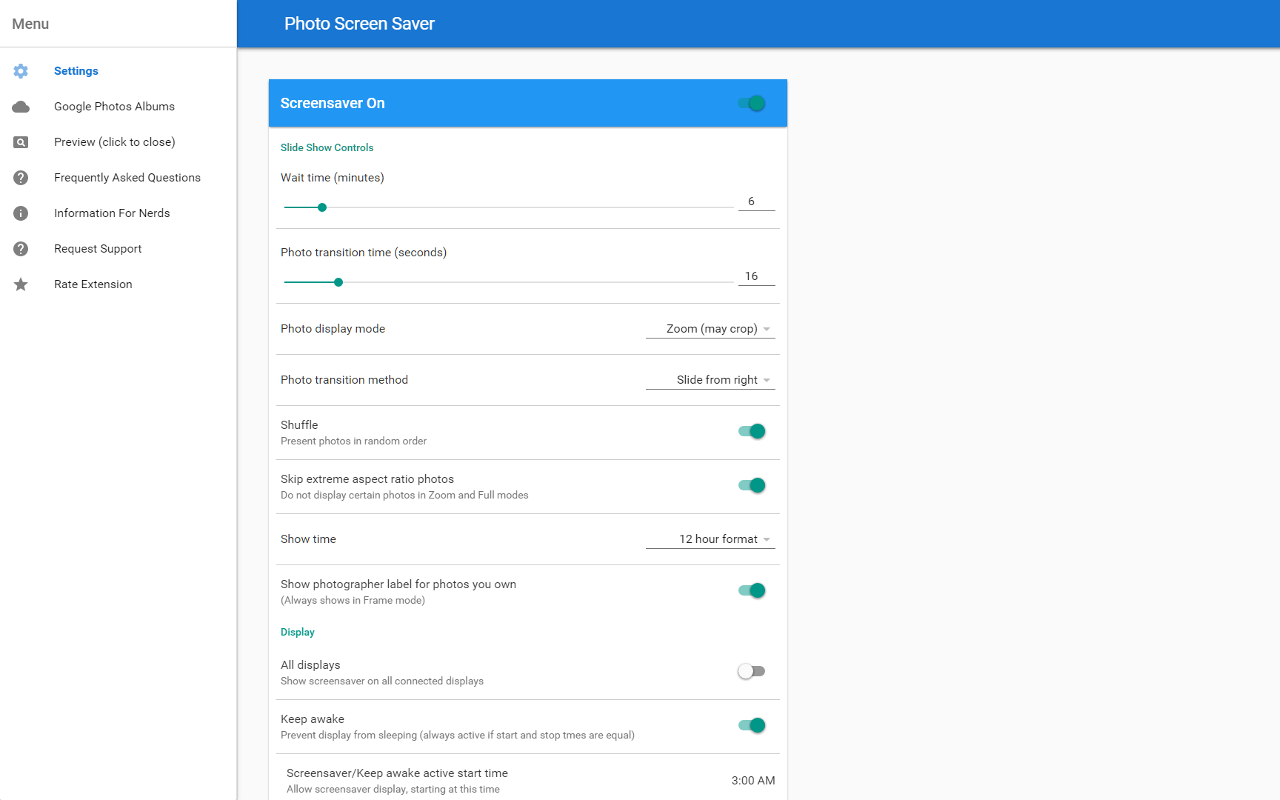 Menu
Photo Screen Saver
Settings
Google Photos Albums
Preview (click to close)
Frequently Asked Questions
Information For Nerds
Request Support
Rate Extension
Screensaver On
Slide Show Controls
Wait time (minutes)
6
Photo transition time (seconds)
16
Photo display mode
Zoom (may crop)
Photo transition method
Slide from right
Shuffle
Present photos in random order
Skip extreme aspect ratio photos
Do not display certain photos in Zoom and Full modes
Show time
12 hour format
Show photographer label for photos you own
(Always shows in Frame mode)
Display
All displays
Show screensaver on all connected displays
Keep awake
Prevent display from sleeping (always active if start and stop tmes are equal)
Screensaver/Keep awake active start time
3:00 AM
Allow screensaver display, starting at this time